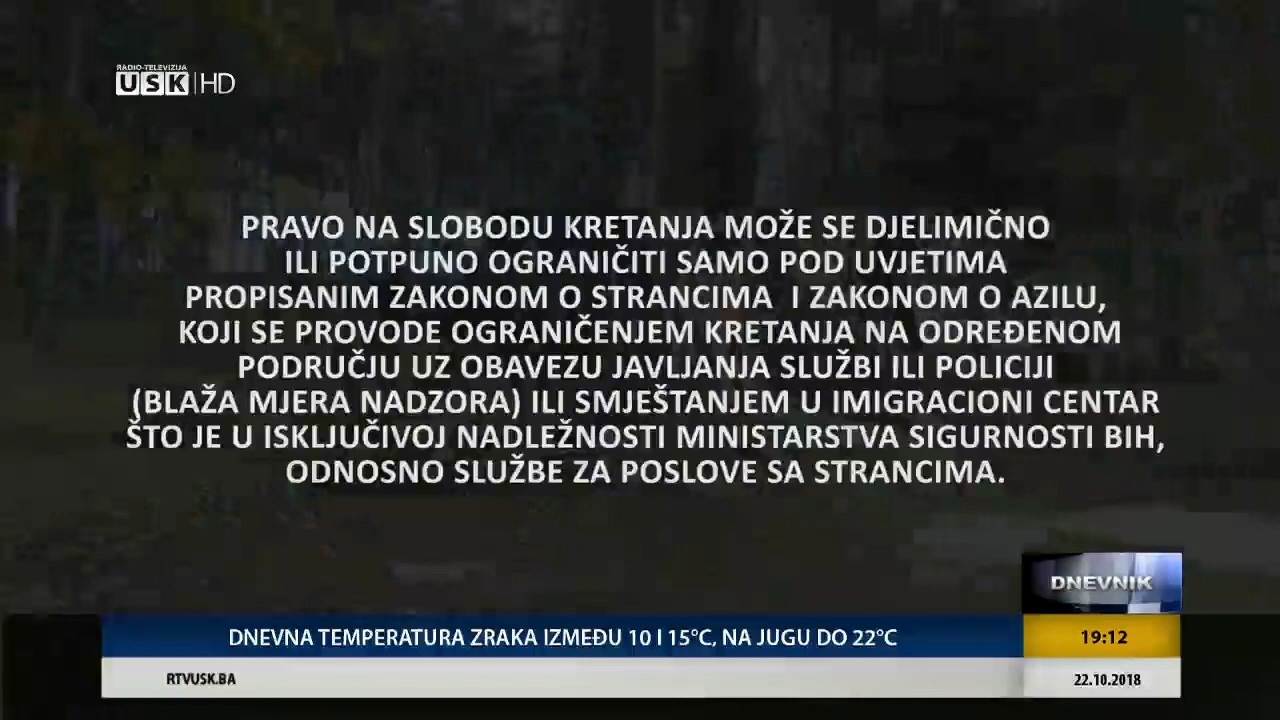 RADIO-TELEVIZIJA
USK HD
PRAVO NA SLOBODU KRETANJA MOŽE SE DJELIMIČNO
ILI POTPUNO OGRANIČITI SAMO POD UVJETIMA
PROPISANIM ZAKONOM O STRANCIMA I ZAKONOM O AZILU,
KOJI SE PROVODE OGRANIČENJEM KRETANJA NA ODREĐENOM
PODRUČJU UZ OBAVEZU JAVLJANJA SLUŽBI ILI POLICIJI
(BLAŽA MJERA NADZORA) ILI SMJEŠTANJEM U IMIGRACIONI CENTAR
ŠTO JE U ISKLJUČIVOJ NADLEŽNOSTI MINISTARSTVA SIGURNOSTI BIH,
ODNOSNO SLUŽBE ZA POSLOVE SA STRANCIMA.
DNEVNIK
DNEVNA TEMPERATURA ZRAKA IZMEĐU 10 I 15°C, NA JUGU DO 22°C
19:12
RTVUSK.BA
22.10.2018